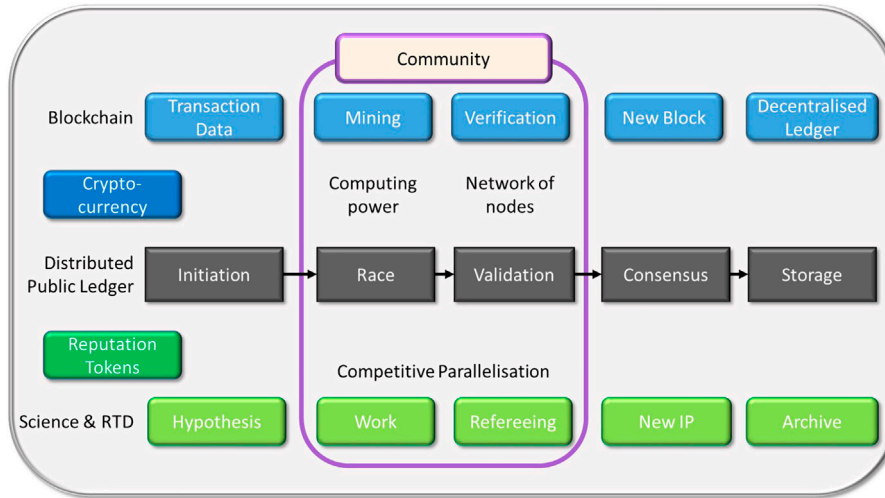 Community
Blockchain
Transaction
Data
Mining
Verification
New Block
Decentralised
Ledger
Crypto-
currency
Computing
power
Network of
nodes
Distributed
Public Ledger
Initiation
Race
Validation
Consensus
Storage
Reputation
Tokens
Competitive Parallelisation
Science & RTD
Hypothesis
Work
Refereeing
New IP
Archive